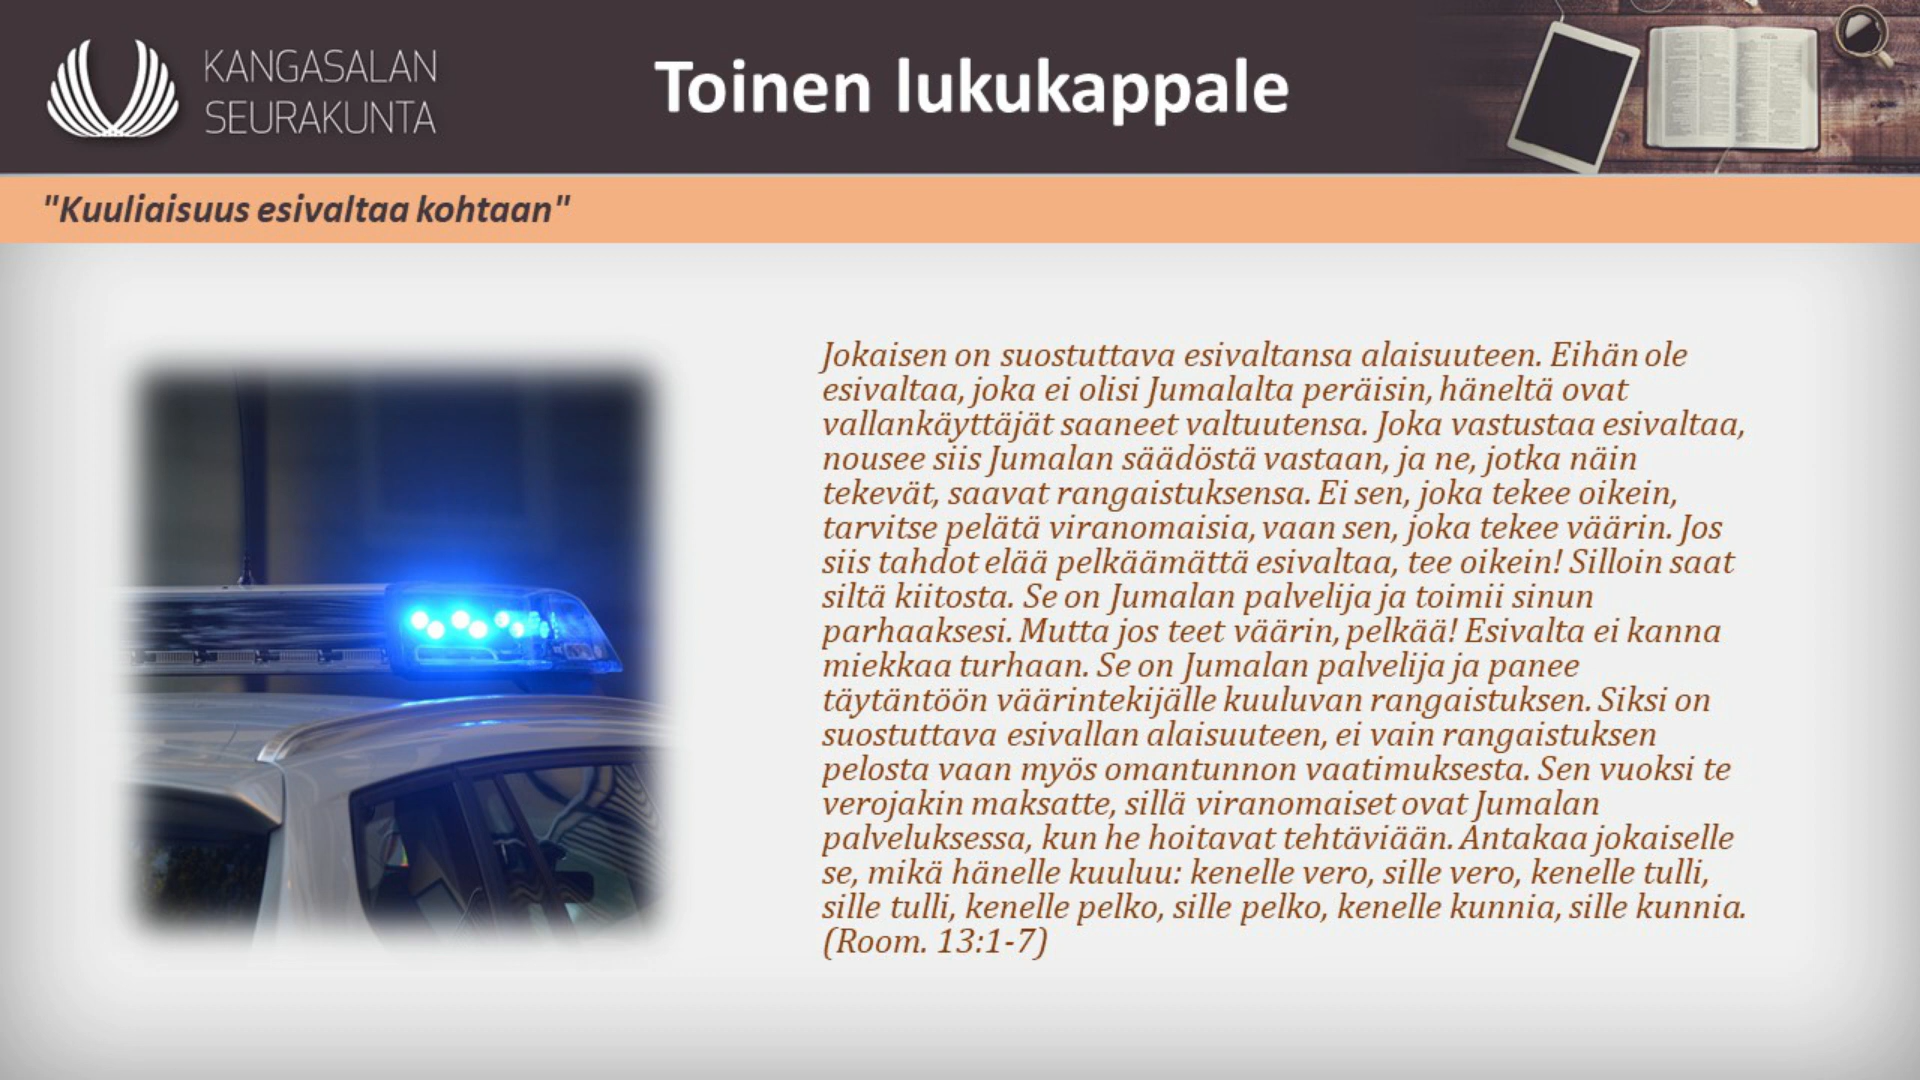 KANGASALAN
SEURAKUNTA
Toinen lukukappale
"Kuuliaisuus esivaltaa kohtaan"
Jokaisen on suostuttava esivaltansa alaisuuteen. Eihän ole
esivaltaa, joka ei olisi Jumalalta peräisin, häneltä ovat
vallankäyttäjät saaneet valtuutensa. Joka vastustaa esivaltaa,
nousee siis Jumalan säädöstä vastaan, ja ne, jotka näin
tekevät, saavat rangaistuksensa. Ei sen, joka tekee oikein,
tarvitse pelätä viranomaisia, vaan sen, joka tekee väärin. Jos
siis tahdot elää pelkäämättä esivaltaa, tee oikein! Silloin saat
siltä kiitosta. Se on Jumalan palvelija ja toimii sinun
parhaaksesi. Mutta jos teet väärin, pelkää! Esivalta ei kanna
miekkaa turhaan. Se on Jumalan palvelija ja panee
täytäntöön väärintekijälle kuuluvan rangaistuksen. Siksi on
suostuttava esivallan alaisuuteen, ei vain rangaistuksen
pelosta vaan myös omantunnon vaatimuksesta. Sen vuoksi te
verojakin maksatte, sillä viranomaiset ovat Jumalan
palveluksessa, kun he hoitavat tehtäviään. Antakaa jokaiselle
se, mikä hänelle kuuluu: kenelle vero, sille vero, kenelle tulli,
sille tulli, kenelle pelko, sille pelko, kenelle kunnia, sille kunnia.
(Room. 13:1-7)